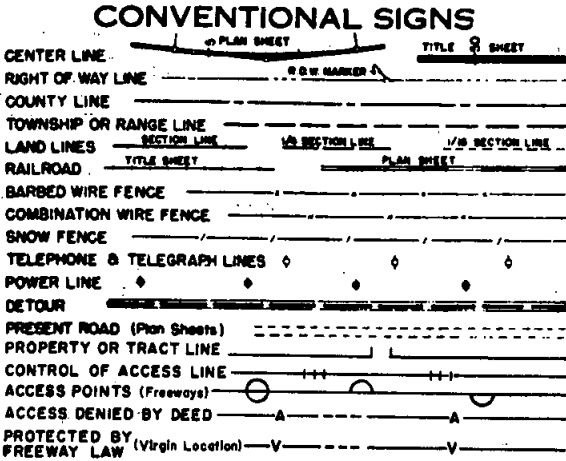 CONVENTIONAL SIGNS
CENTER LINE PLAN SHEET TITLE SHEET
RIGHT OF WAY LINE R.O.W. MARKER
COUNTY LINE
TOWNSHIP OR RANGE LINE
LAND LINES SECTION LINE SECTION LINE 1/16 SECTION LINE
RAILROAD TITLE SHEET PLAN SHEET
BARBED WIRE FENCE
COMBINATION WIRE FENCE
SNOW FENCE
TELEPHONE & TELEGRAPH LINES
POWER LINE
DETOUR
PRESENT ROAD (Plan Sheets)
PROPERTY OR TRACT LINE
CONTROL OF ACCESS LINE
ACCESS POINTS (Freeways)
ACCESS DENIED BY DEED A A
PROTECTED BY
FREEWAY LAW (Virgin Location) V V